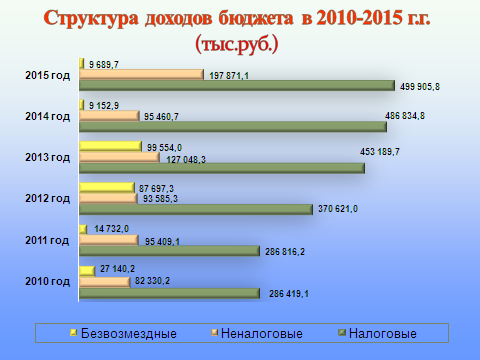 Структура доходов бюджета в 2010-2015 г.г.
(тыс.руб.)
2015 год
9 689,7
197 871,1
499 905,8
2014 год
9 152,9
95 460,7
486 834,8
2013 год
99 554,0
127 048,3
453 189,7
2012 год
87 697,3
93 585,3
370 621,0
2011 год
14 732,0
95 409,1
286 816,2
2010 год
27 140,2
82 330,2
286 419,1
Безвозмездные Неналоговые Налоговые